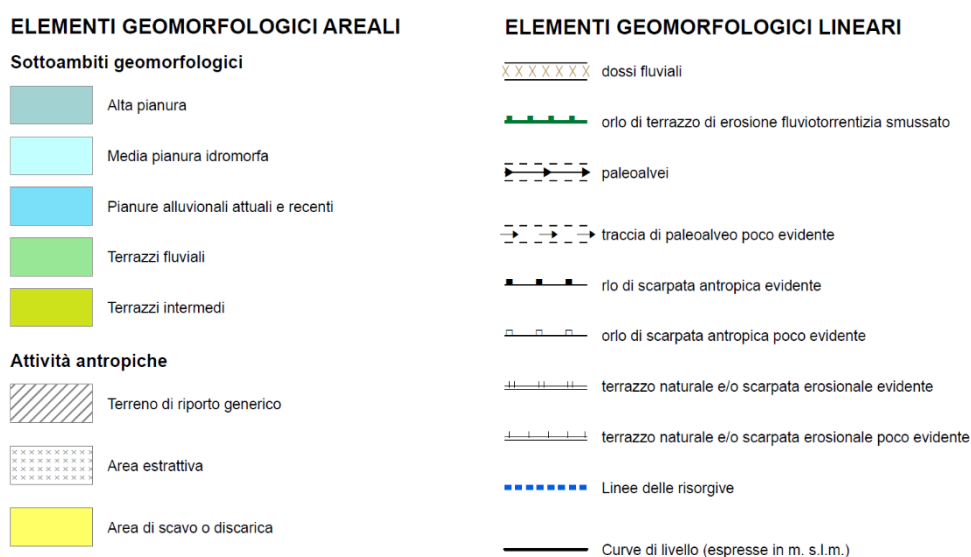 ELEMENTI GEOMORFOLOGICI AREALI
Sottoambiti geomorfologici
Alta pianura
Media pianura idromorfa
Pianure alluvionali attuali e recenti
Terrazzi fluviali
Terrazzi intermedi
Attività antropiche
Terreno di riporto generico
Area estrattiva
Area di scavo o discarica
ELEMENTI GEOMORFOLOGICI LINEARI
dossi fluviali
orlo di terrazzo di erosione fluviotorrentizia smussato
paleoalvei
traccia di paleoalveo poco evidente
rlo di scarpata antropica evidente
orlo di scarpata antropica poco evidente
terrazzo naturale e/o scarpata erosionale evidente
terrazzo naturale e/o scarpata erosionale poco evidente
Linee delle risorgive
Curve di livello (espresse in m. s.l.m.)